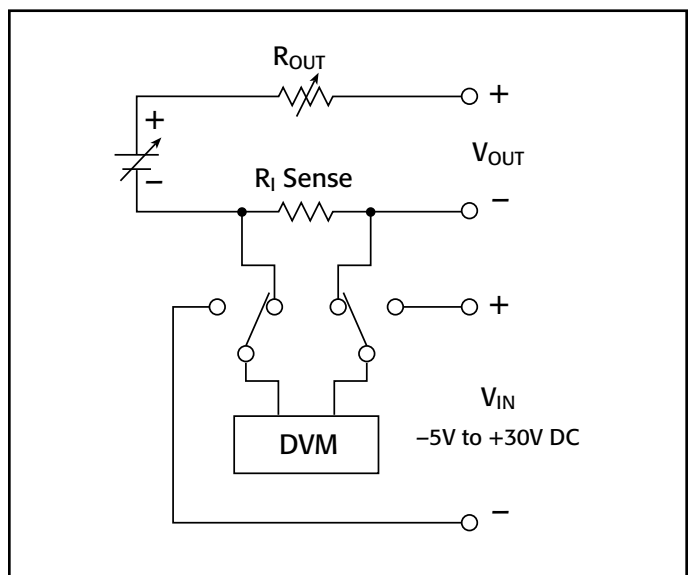 R_OUT
+
+
V_OUT
−
R_I Sense
−
+
V_IN
−5V to +30V DC
DVM
−